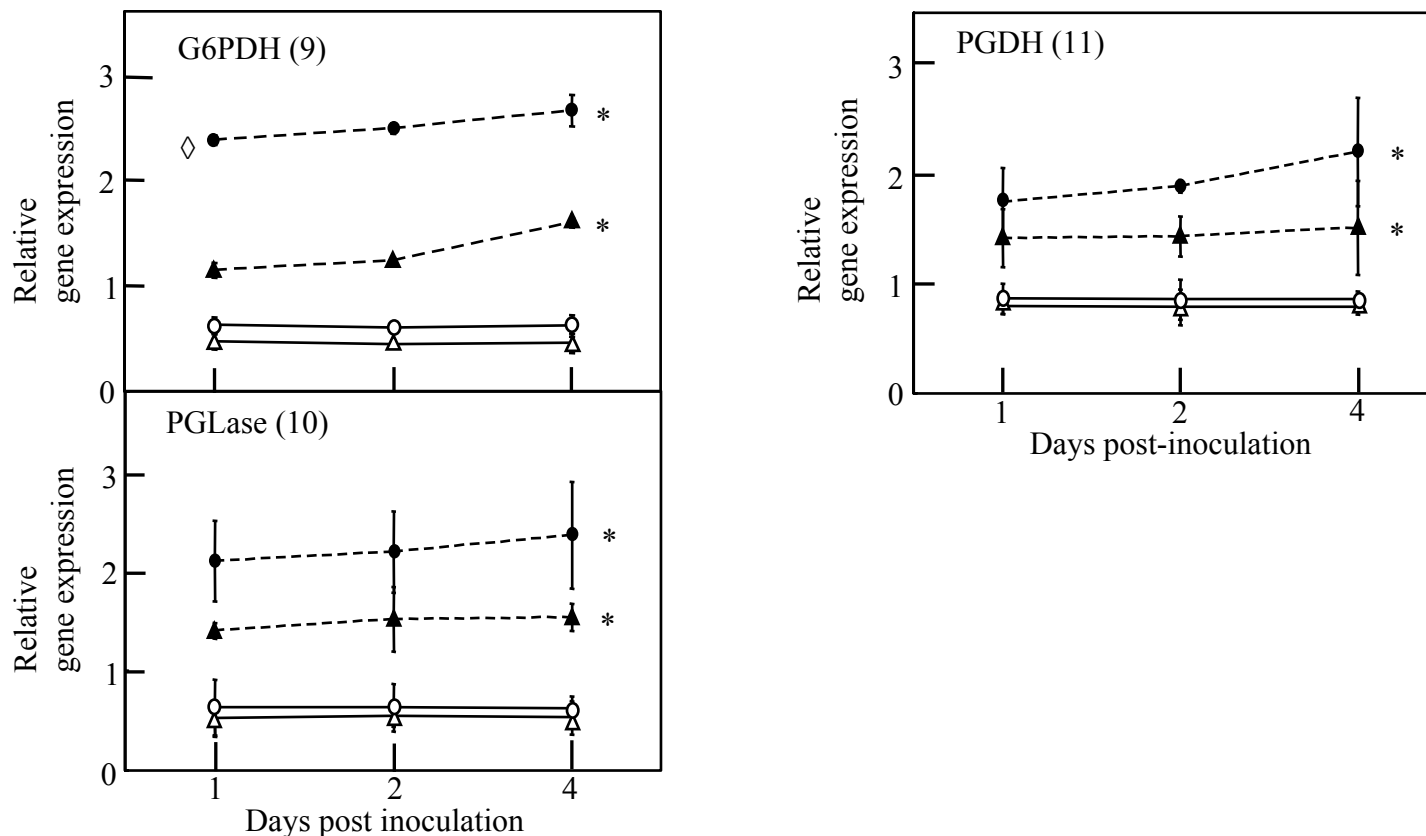 G6PDH (9)
3
2
1
0
Relative
gene expression
*
*
PGLase (10)
3
2
1
0
Relative
gene expression
*
*
1
2
4
Days post inoculation
PGDH (11)
3
2
1
0
Relative
gene expression
*
*
1
2
4
Days post-inoculation